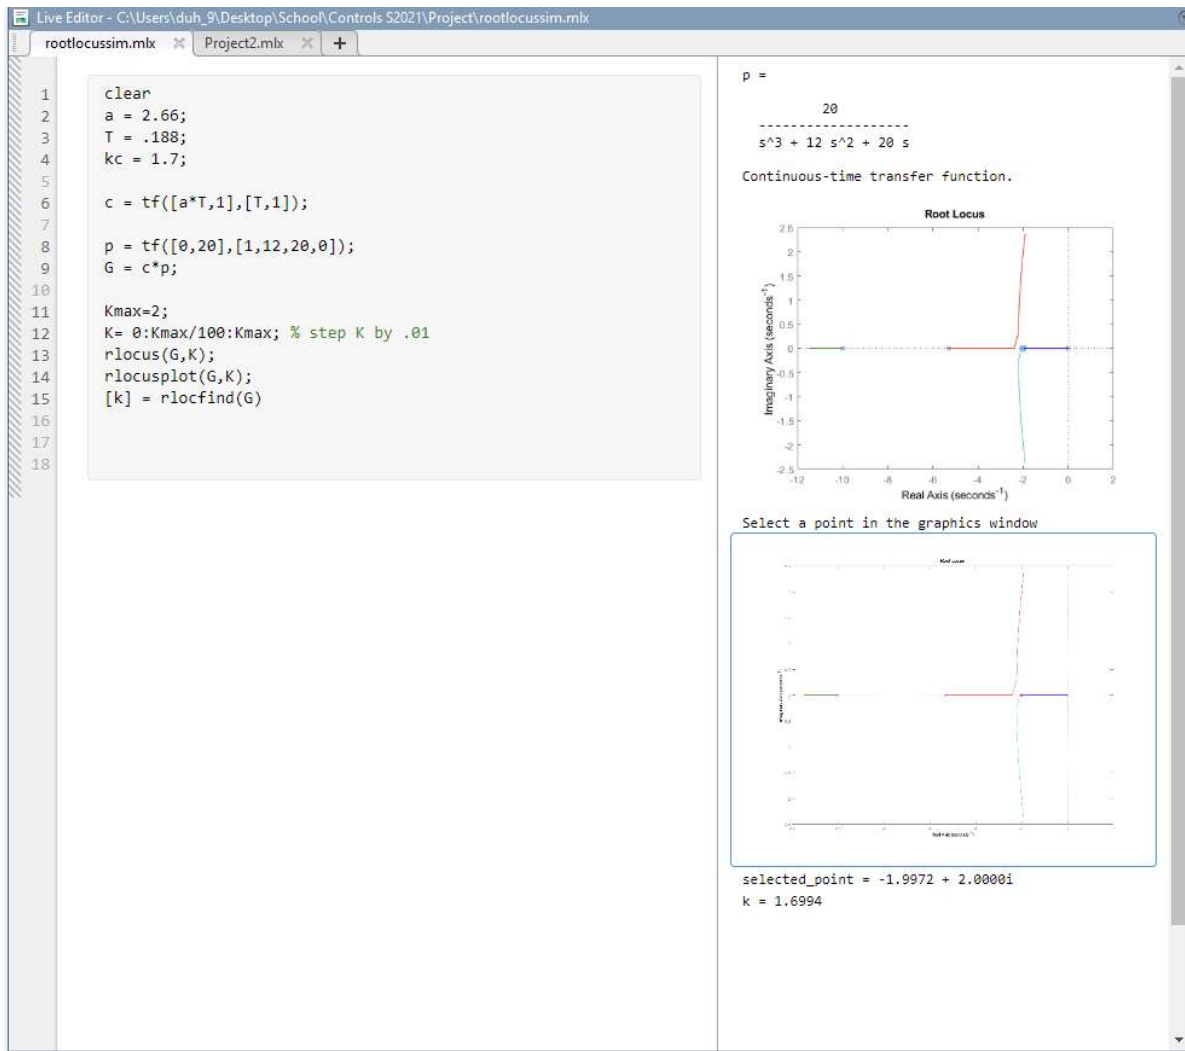 Live Editor - C:\Users\duh_9\Desktop\School\Controls S2021\Project\rootlocussim.mlx
rootlocussim.mlx Project2.mlx +
1 clear
2 a = 2.66;
3 T = .188;
4 kc = 1.7;
5
6 c = tf([a*T,1],[T,1]);
7
8 p = tf([0,20],[1,12,20,0]);
9 G = c*p;
10
11 Kmax=2;
12 K= 0:Kmax/100:Kmax; % step K by .01
13 rlocus(G,K);
14 rlocusplot(G,K);
15 [k] = rlocfind(G)
16
17
18
p =
20
-------------------
s^3 + 12 s^2 + 20 s
Continuous-time transfer function.
Root Locus
2.5
2
1.5
1
0.5
0
-0.5
-1
-1.5
-2
-2.5
Imaginary Axis (seconds⁻¹)
-12 -10 -8 -6 -4 -2 0 2
Real Axis (seconds⁻¹)
Select a point in the graphics window
Root Locus
selected_point = -1.9972 + 2.0000i
k = 1.6994